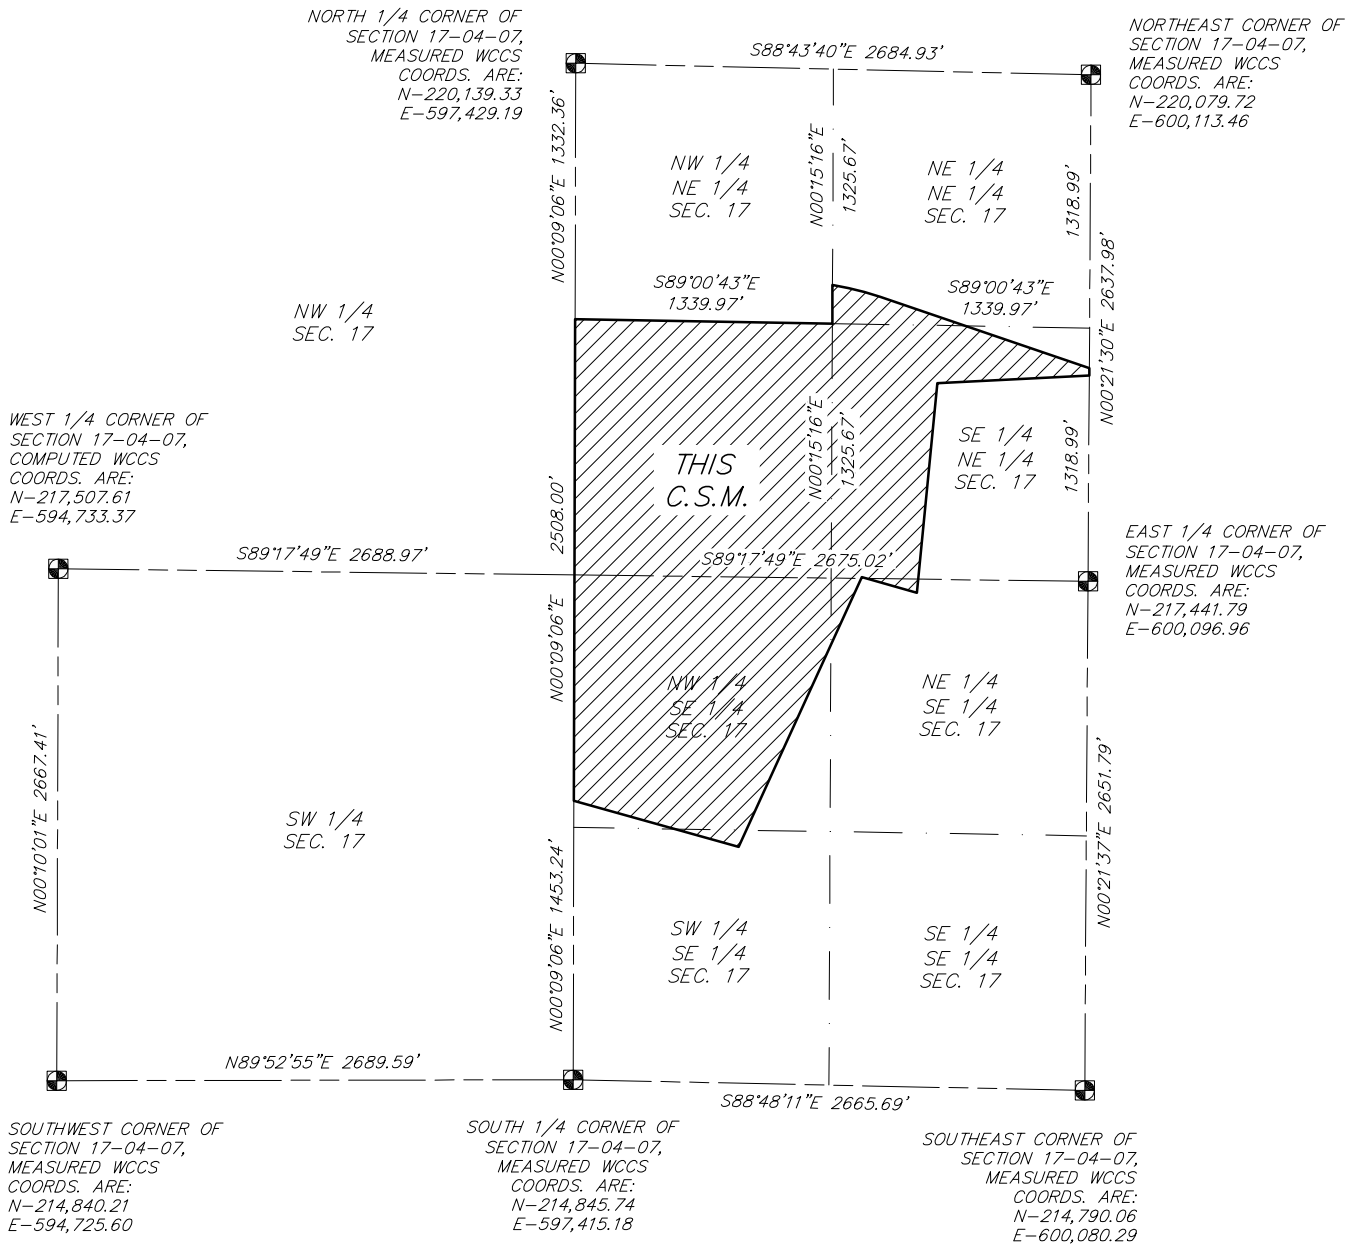 NORTH 1/4 CORNER OF
SECTION 17-04-07,
MEASURED WCCS
COORDS. ARE:
N-220,139.33
E-597,429.19
S88°43'40"E 2684.93'
NORTHEAST CORNER OF
SECTION 17-04-07,
MEASURED WCCS
COORDS. ARE:
N-220,079.72
E-600,113.46
N00°09'06"E 1332.36'
NW 1/4
NE 1/4
SEC. 17
N00°15'16"E
1325.67'
NE 1/4
NE 1/4
SEC. 17
1318.99'
N00°21'30"E 2637.98'
S89°00'43"E
1339.97'
S89°00'43"E
1339.97'
NW 1/4
SEC. 17
WEST 1/4 CORNER OF
SECTION 17-04-07,
COMPUTED WCCS
COORDS. ARE:
N-217,507.61
E-594,733.37
THIS
C.S.M.
N00°15'16"E
1325.67'
SE 1/4
NE 1/4
SEC. 17
1318.99'
S89°17'49"E 2688.97'
N00°09'06"E 2508.00'
S89°17'49"E 2675.02'
EAST 1/4 CORNER OF
SECTION 17-04-07,
MEASURED WCCS
COORDS. ARE:
N-217,441.79
E-600,096.96
NW 1/4
SE 1/4
SEC. 17
NE 1/4
SE 1/4
SEC. 17
N00°10'01"E 2667.41'
SW 1/4
SEC. 17
N00°21'37"E 2651.79'
N00°09'06"E 1453.24'
SW 1/4
SE 1/4
SEC. 17
SE 1/4
SE 1/4
SEC. 17
N89°52'55"E 2689.59'
S88°48'11"E 2665.69'
SOUTHWEST CORNER OF
SECTION 17-04-07,
MEASURED WCCS
COORDS. ARE:
N-214,840.21
E-594,725.60
SOUTH 1/4 CORNER OF
SECTION 17-04-07,
MEASURED WCCS
COORDS. ARE:
N-214,845.74
E-597,415.18
SOUTHEAST CORNER OF
SECTION 17-04-07,
MEASURED WCCS
COORDS. ARE:
N-214,790.06
E-600,080.29